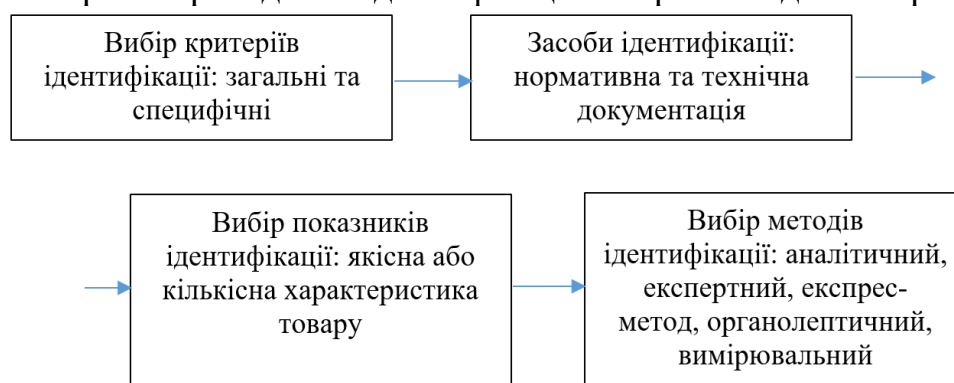 Вибір критеріїв
ідентифікації: загальні та
специфічні
Засоби ідентифікації:
нормативна та технічна
документація
Вибір показників
ідентифікації: якісна або
кількісна характеристика
товару
Вибір методів
ідентифікації: аналітичний,
експертний, експрес-
метод, органолептичний,
вимірювальний